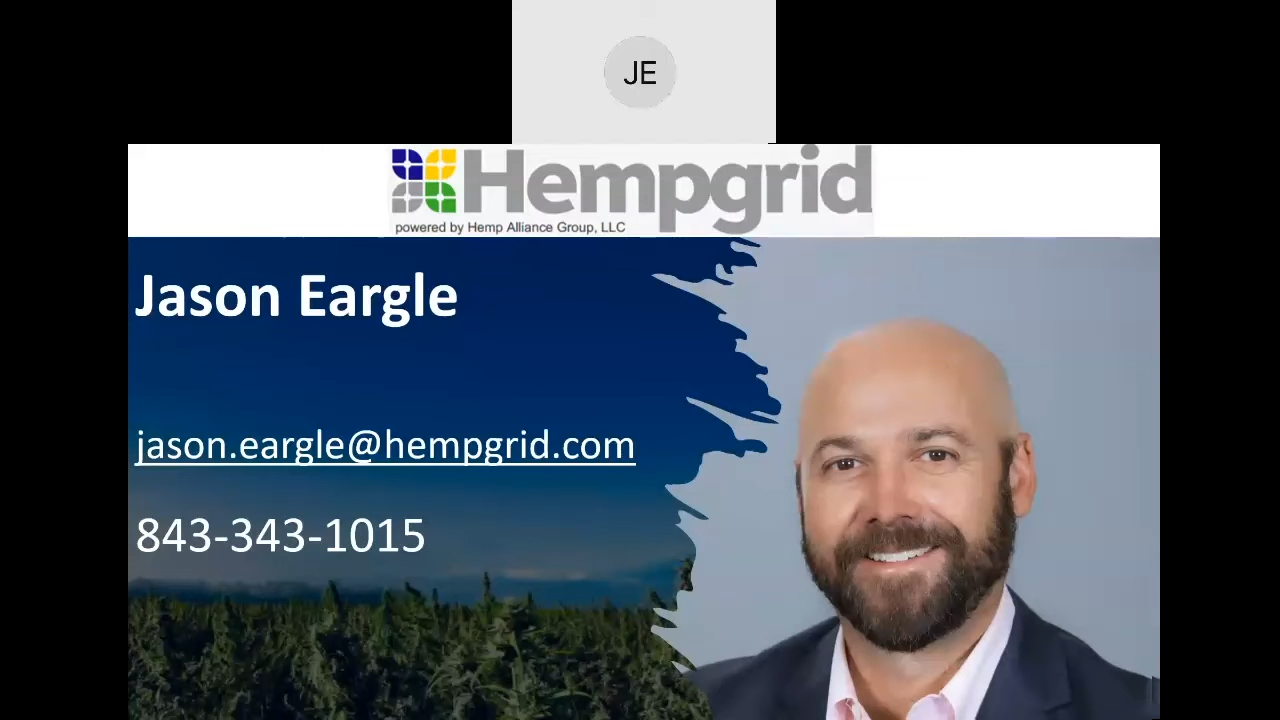 JE
Hempgrid
powered by Hemp Alliance Group, LLC
Jason Eargle
jason.eargle@hempgrid.com
843-343-1015